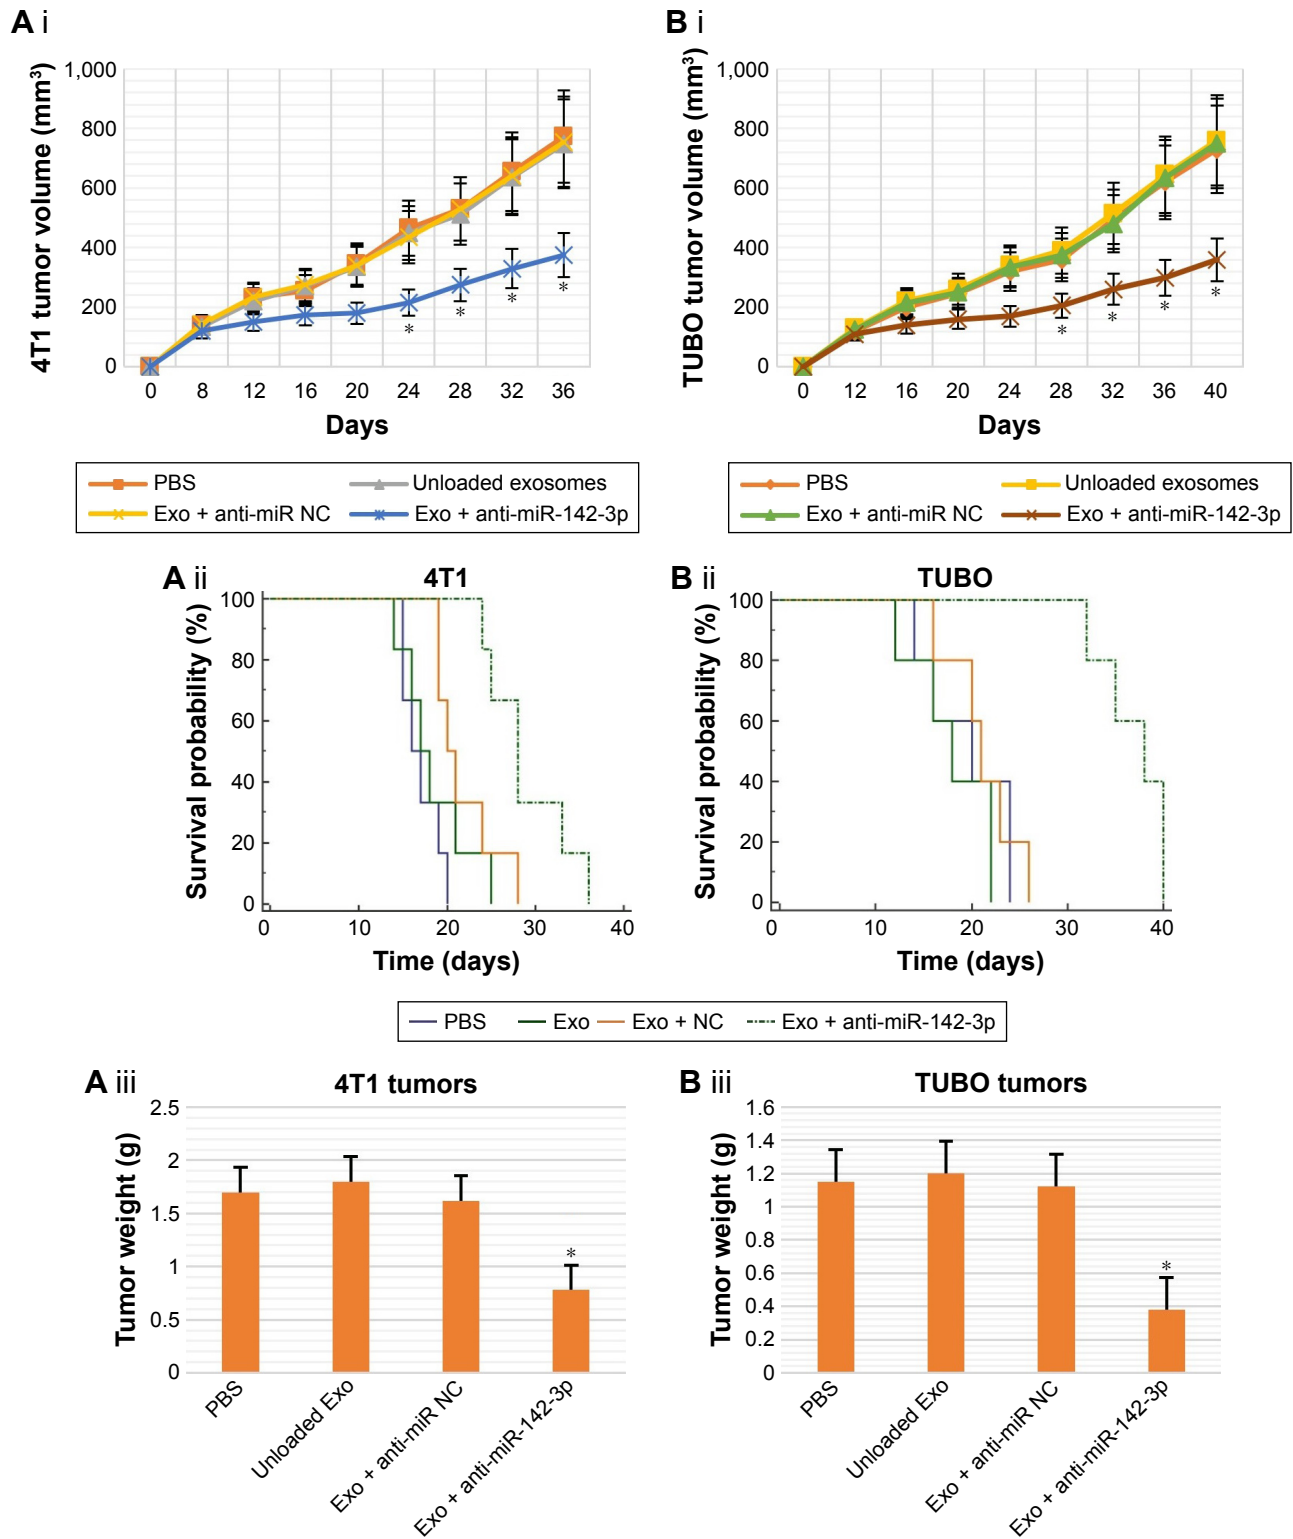 A i
B i
4T1 tumor volume (mm³)
1,000
800
600
400
200
0
0 8 12 16 20 24 28 32 36
Days
* * * *
TUBO tumor volume (mm³)
1,000
800
600
400
200
0
0 12 16 20 24 28 32 36 40
Days
* * * *
PBS Unloaded exosomes
Exo + anti-miR NC Exo + anti-miR-142-3p
PBS Unloaded exosomes
Exo + anti-miR NC Exo + anti-miR-142-3p
A ii 4T1
Survival probability (%)
100
80
60
40
20
0
0 10 20 30 40
Time (days)
B ii TUBO
Survival probability (%)
100
80
60
40
20
0
0 10 20 30 40
Time (days)
PBS Exo Exo + NC Exo + anti-miR-142-3p
A iii 4T1 tumors
Tumor weight (g)
2.5
2
1.5
1
0.5
0
*
PBS
Unloaded Exo
Exo + anti-miR NC
Exo + anti-miR-142-3p
B iii TUBO tumors
Tumor weight (g)
1.6
1.4
1.2
1
0.8
0.6
0.4
0.2
0
*
PBS
Unloaded Exo
Exo + anti-miR NC
Exo + anti-miR-142-3p